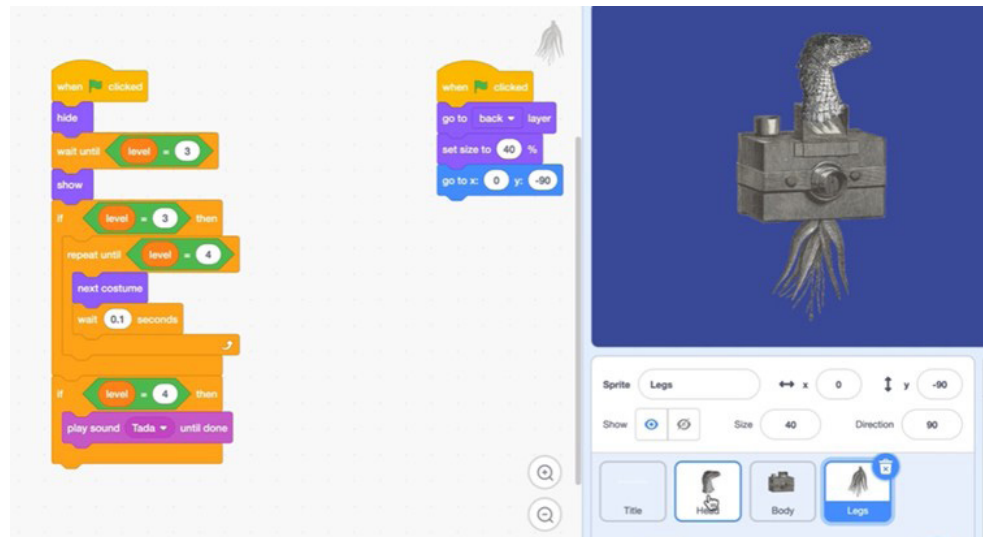 when clicked
hide
wait until level = 3
show
if level = 3 then
repeat until level = 4
next costume
wait 0.1 seconds
if level = 4 then
play sound Tada until done
when clicked
go to back layer
set size to 40 %
go to x: 0 y: -90
Sprite Legs x 0 y -90
Show Size 40 Direction 90
Title Head Body Legs